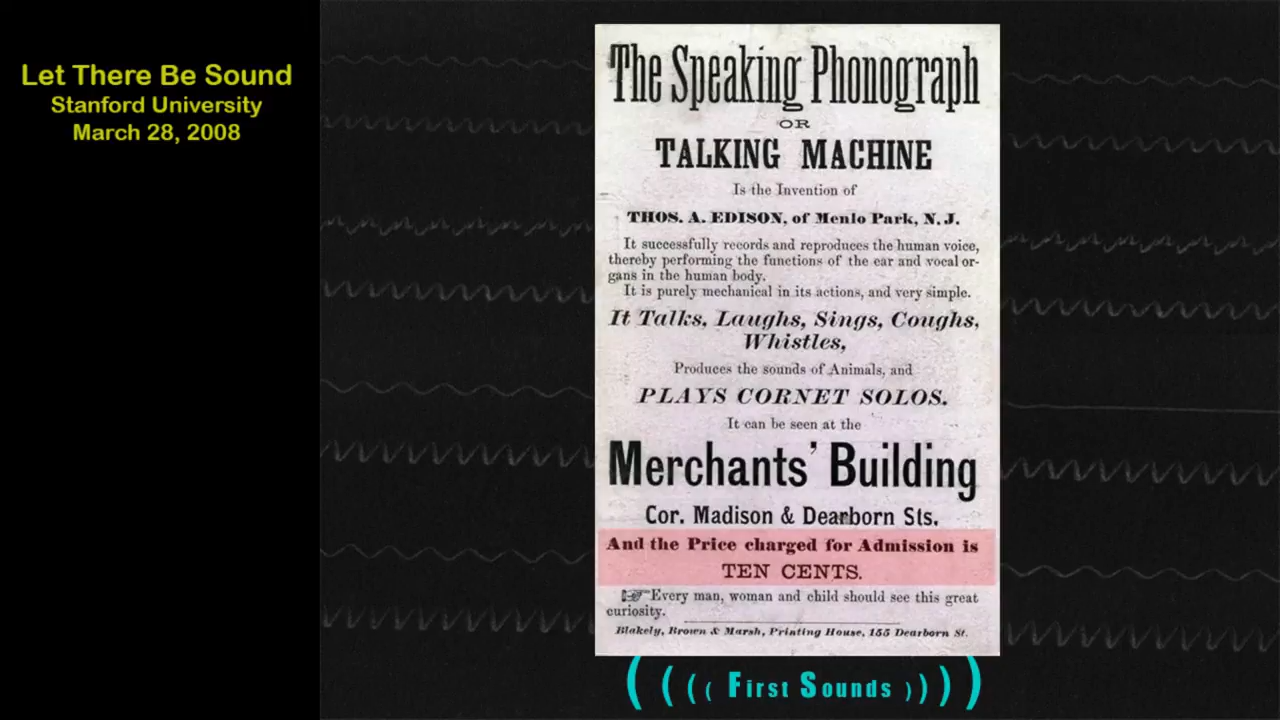 Let There Be Sound
Stanford University
March 28, 2008
The Speaking Phonograph
OR
TALKING MACHINE
Is the Invention of
THOS. A. EDISON, of Menlo Park, N. J.
It successfully records and reproduces the human voice,
thereby performing the functions of the ear and vocal or-
gans in the human body.
It is purely mechanical in its actions, and very simple.
It Talks, Laughs, Sings, Coughs,
Whistles,
Produces the sounds of Animals, and
PLAYS CORNET SOLOS.
It can be seen at the
Merchants' Building
Cor. Madison & Dearborn Sts.
And the Price charged for Admission is
TEN CENTS.
☞Every man, woman and child should see this great
curiosity.
Blakely, Brown & Marsh, Printing House, 155 Dearborn St.
( ( ( ( First Sounds ) ) ) )